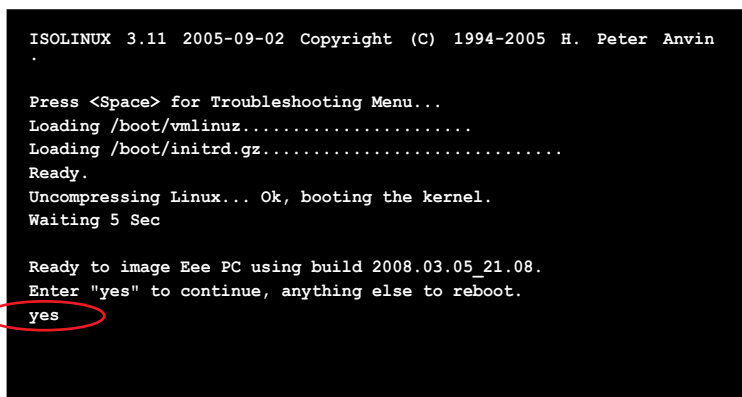 ISOLINUX 3.11 2005-09-02 Copyright (C) 1994-2005 H. Peter Anvin
.
Press <Space> for Troubleshooting Menu...
Loading /boot/vmlinuz.......................
Loading /boot/initrd.gz..............................
Ready.
Uncompressing Linux... Ok, booting the kernel.
Waiting 5 Sec
Ready to image Eee PC using build 2008.03.05_21.08.
Enter "yes" to continue, anything else to reboot.
yes